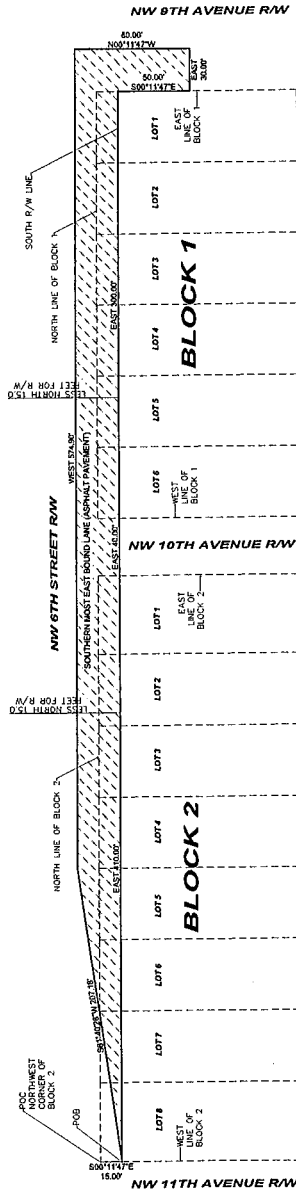 NW 9TH AVENUE R/W
60.00'
N00°11'47"W
EAST
30.00'
50.00'
S00°11'47"E
SOUTH R/W LINE
NORTH LINE OF BLOCK 1
LOT 1
EAST
LINE OF
BLOCK 1
LOT 2
LOT 3
EAST 300.00'
BLOCK 1
LOT 4
LESS NORTH 15.0
FEET FOR R/W
LOT 5
WEST 574.90'
SOUTHERN MOST EAST BOUND LANE (ASPHALT PAVEMENT)
LOT 6
WEST
LINE OF
BLOCK 1
NW 6TH STREET R/W
EAST 40.00'
NW 10TH AVENUE R/W
LOT 1
EAST
LINE OF
BLOCK 2
LOT 2
LESS NORTH 15.0
FEET FOR R/W
NORTH LINE OF BLOCK 2
LOT 3
LOT 4
BLOCK 2
EAST 410.00'
LOT 5
LOT 6
LOT 7
LOT 8
POC
NORTHWEST
CORNER OF
BLOCK 2
POB
S00°11'47"E
15.00'
WEST
LINE OF
BLOCK 2
NW 11TH AVENUE R/W